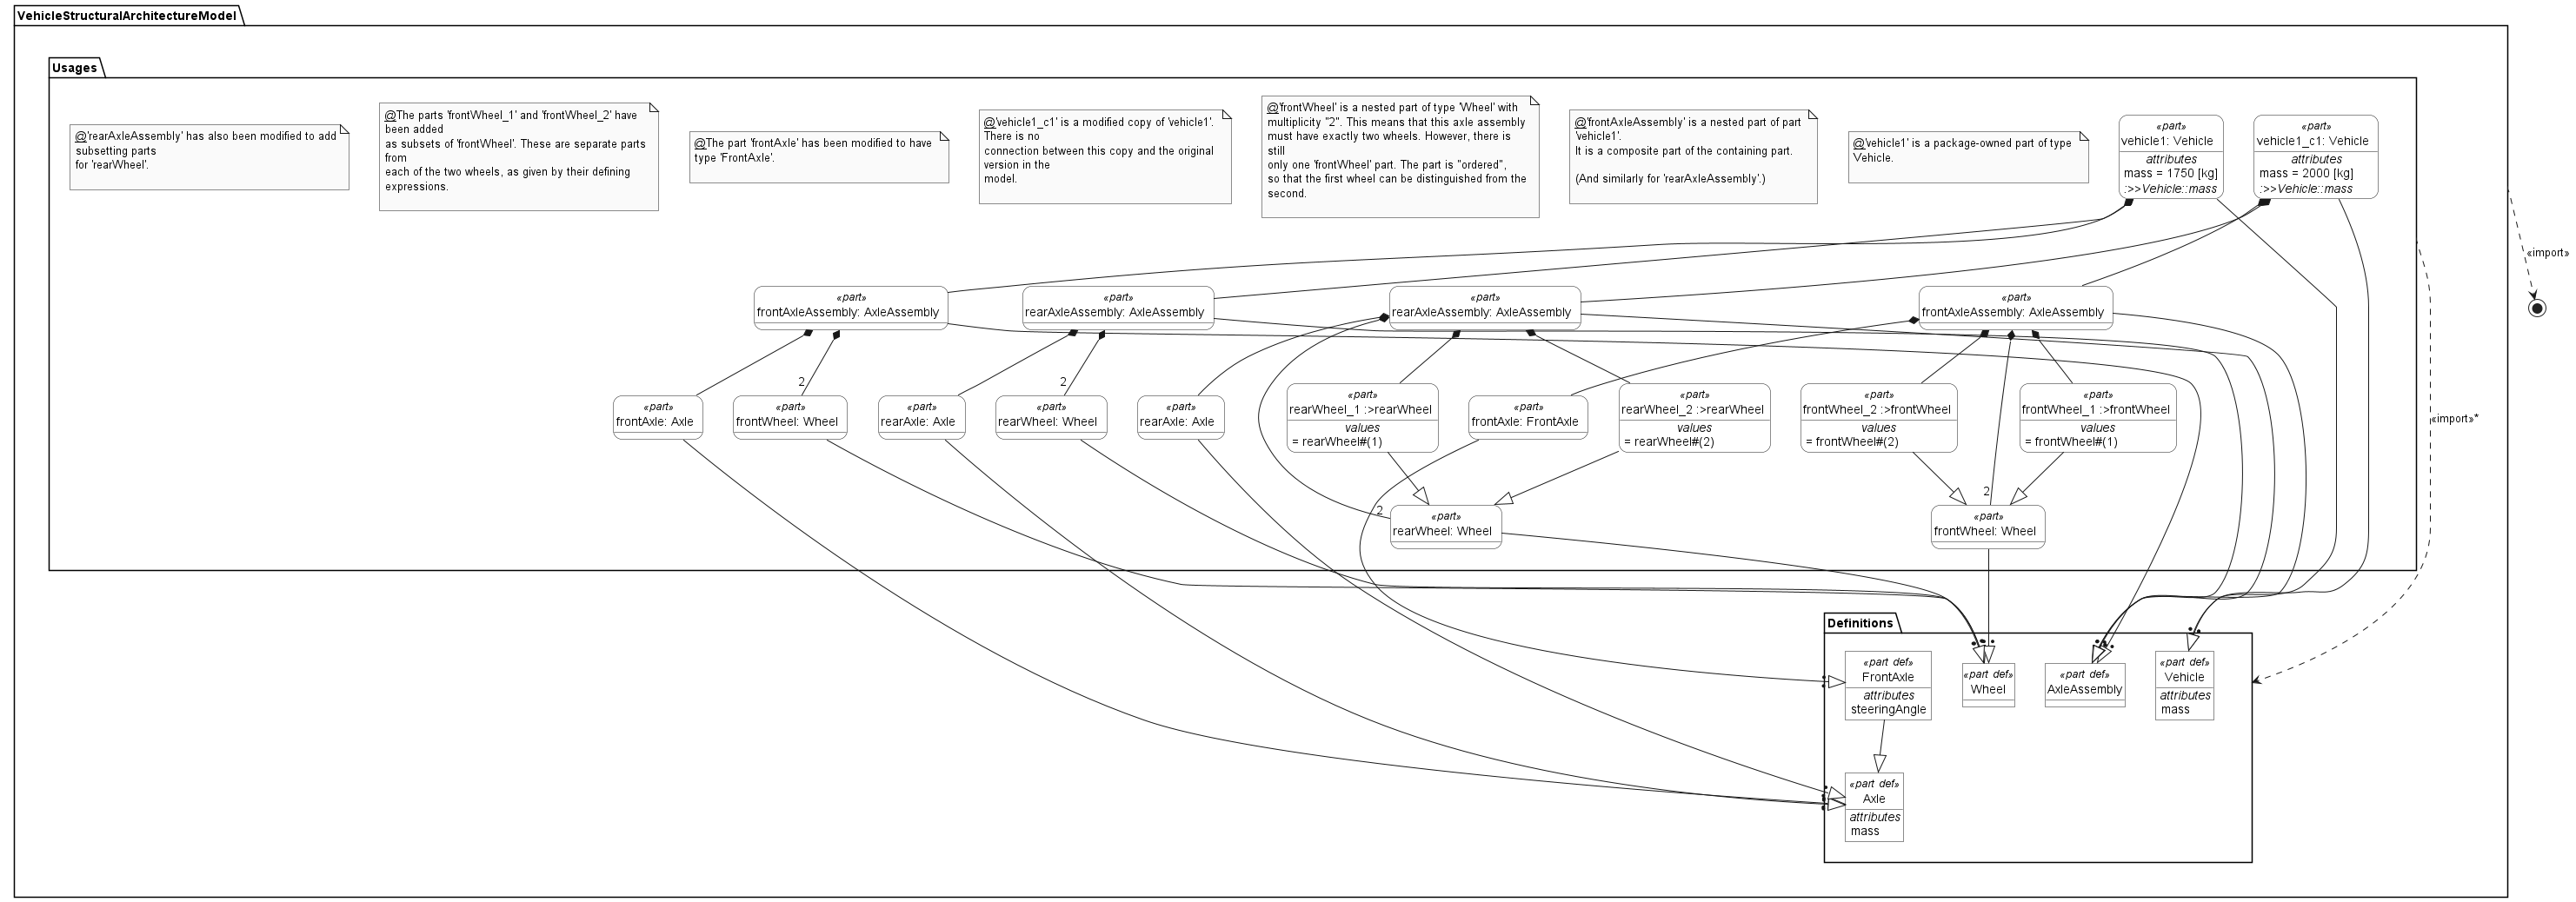 VehicleStructuralArchitectureModel
Usages
@'rearAxleAssembly' has also been modified to add
subsetting parts
for 'rearWheel'.
@The parts 'frontWheel_1' and 'frontWheel_2' have
been added
as subsets of 'frontWheel'. These are separate parts
from
each of the two wheels, as given by their defining
expressions.
@The part 'frontAxle' has been modified to have
type 'FrontAxle'.
@'vehicle1_c1' is a modified copy of 'vehicle1'.
There is no
connection between this copy and the original
version in the
model.
@'frontWheel' is a nested part of type 'Wheel' with
multiplicity "2". This means that this axle assembly
must have exactly two wheels. However, there is
still
only one 'frontWheel' part. The part is "ordered",
so that the first wheel can be distinguished from the
second.
@'frontAxleAssembly' is a nested part of part
'vehicle1'.
It is a composite part of the containing part.
(And similarly for 'rearAxleAssembly'.)
@'vehicle1' is a package-owned part of type
'Vehicle.
«part»
vehicle1: Vehicle
attributes
mass = 1750 [kg]
:>>Vehicle::mass
«part»
vehicle1_c1: Vehicle
attributes
mass = 2000 [kg]
:>>Vehicle::mass
«import»
«part»
frontAxleAssembly: AxleAssembly
«part»
rearAxleAssembly: AxleAssembly
«part»
rearAxleAssembly: AxleAssembly
«part»
frontAxleAssembly: AxleAssembly
2
2
«part»
frontAxle: Axle
«part»
frontWheel: Wheel
«part»
rearAxle: Axle
«part»
rearWheel: Wheel
«part»
rearAxle: Axle
«part»
rearWheel_1 :>rearWheel
values
= rearWheel#(1)
«part»
frontAxle: FrontAxle
«part»
rearWheel_2 :>rearWheel
values
= rearWheel#(2)
«part»
frontWheel_2 :>frontWheel
values
= frontWheel#(2)
«part»
frontWheel_1 :>frontWheel
values
= frontWheel#(1)
«import»*
2
«part»
rearWheel: Wheel
2
«part»
frontWheel: Wheel
Definitions
«part def»
FrontAxle
attributes
steeringAngle
«part def»
Wheel
«part def»
AxleAssembly
«part def»
Vehicle
attributes
mass
«part def»
Axle
attributes
mass